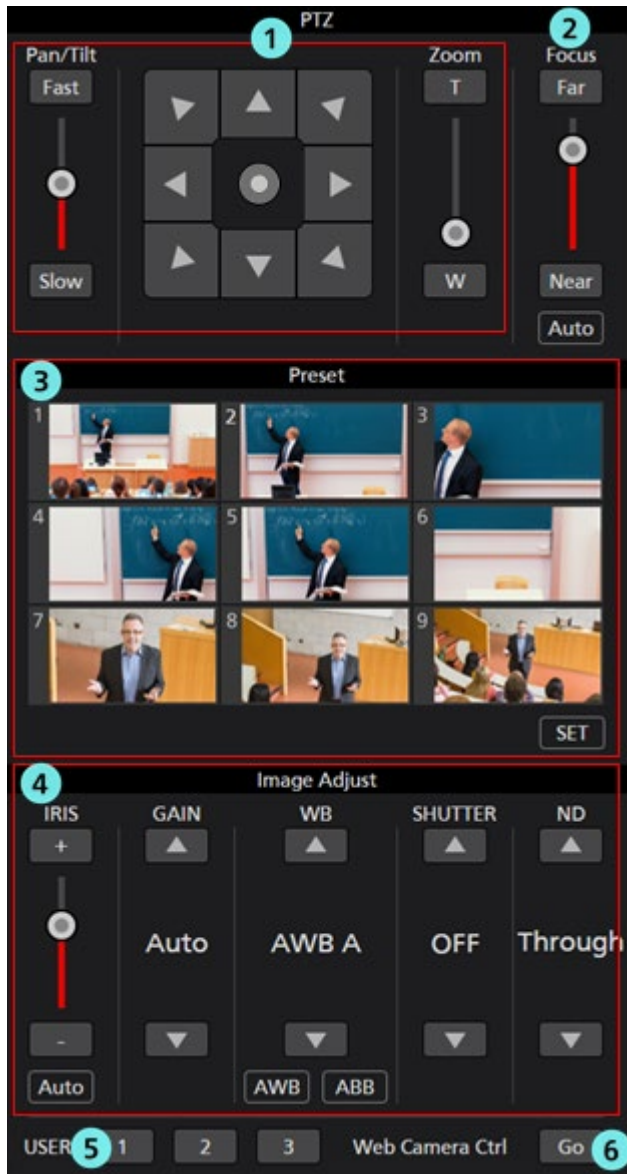 PTZ
1
2
Pan/Tilt
Zoom
Focus
Fast
T
Far
Slow
W
Near
Auto
3
Preset
1
2
3
4
5
6
7
8
9
SET
4
Image Adjust
IRIS
GAIN
WB
SHUTTER
ND
+
Auto
AWB A
OFF
Through
-
Auto
AWB
ABB
USER
5
1
2
3
Web Camera Ctrl
Go
6